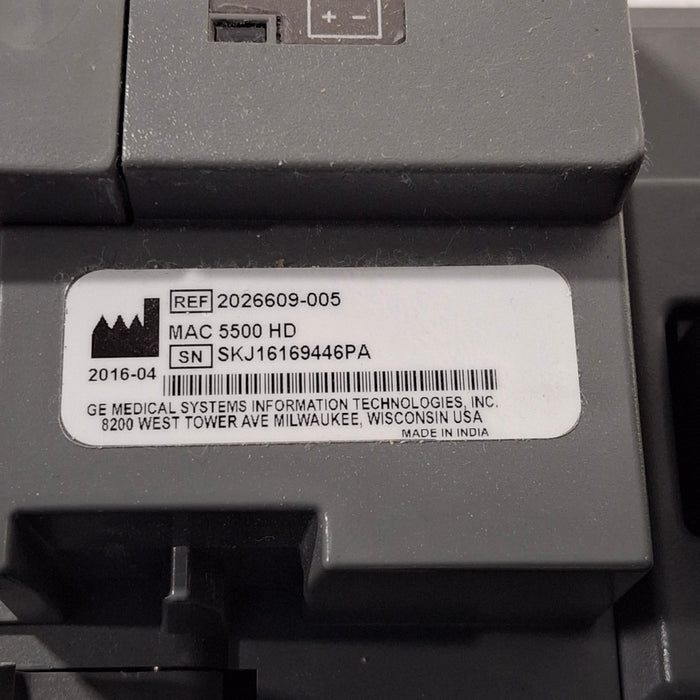 + -
REF 2026609-005
MAC 5500 HD
SN SKJ16169446PA
2016-04
GE MEDICAL SYSTEMS INFORMATION TECHNOLOGIES, INC.
8200 WEST TOWER AVE MILWAUKEE, WISCONSIN USA
MADE IN INDIA